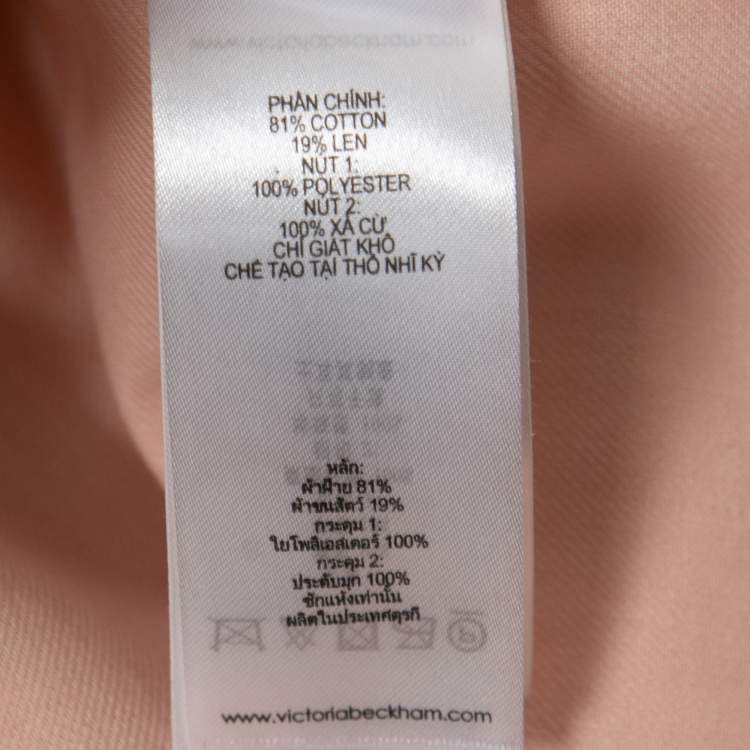 PHẦN CHÍNH:
81% COTTON
19% LEN
NÚT 1:
100% POLYESTER
NÚT 2:
100% XÀ CỪ
CHỈ GIẶT KHÔ
CHẾ TẠO TẠI THỔ NHĨ KỲ
หลัก:
ผ้าฝ้าย 81%
ผ้าขนสัตว์ 19%
กระดุม 1:
ใยโพลีเอสเตอร์ 100%
กระดุม 2:
ประดับมุก 100%
ซักแห้งเท่านั้น
ผลิตในประเทศตุรกี
www.victoriabeckham.com